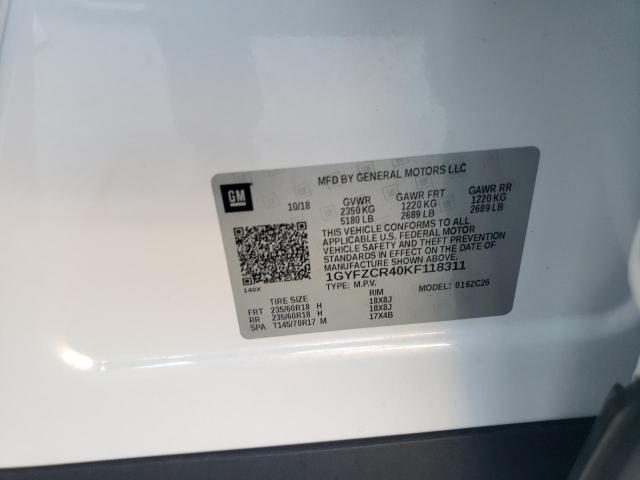 GM
MFD BY GENERAL MOTORS LLC
10/18
GVWR GAWR FRT GAWR RR
2350 KG 1220 KG 1220 KG
5180 LB 2689 LB 2689 LB
THIS VEHICLE CONFORMS TO ALL
APPLICABLE U.S. FEDERAL MOTOR
VEHICLE SAFETY AND THEFT PREVENTION
STANDARDS IN EFFECT ON THE DATE OF
MANUFACTURE SHOWN ABOVE.
1GYFZCR40KF118311
TYPE: M.P.V. MODEL: 016ZC26
TIRE SIZE RIM
FRT 235/60R18 H 18X8J
RR 235/60R18 H 18X8J
SPA T145/70R17 M 17X4B